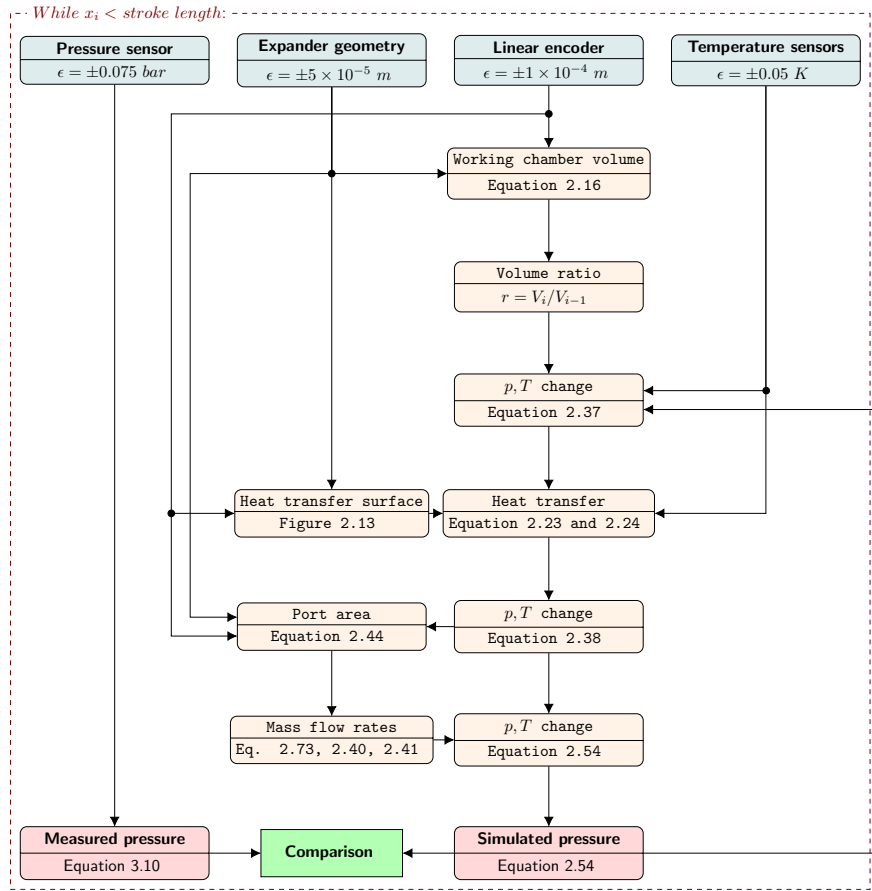 While x_i < stroke length:
Pressure sensor
ϵ = ±0.075 bar
Expander geometry
ϵ = ±5 × 10^{−5} m
Linear encoder
ϵ = ±1 × 10^{−4} m
Temperature sensors
ϵ = ±0.05 K
Working chamber volume
Equation 2.16
Volume ratio
r = V_i/V_{i−1}
p, T change
Equation 2.37
Heat transfer surface
Figure 2.13
Heat transfer
Equation 2.23 and 2.24
Port area
Equation 2.44
p, T change
Equation 2.38
Mass flow rates
Eq. 2.73, 2.40, 2.41
p, T change
Equation 2.54
Measured pressure
Equation 3.10
Comparison
Simulated pressure
Equation 2.54